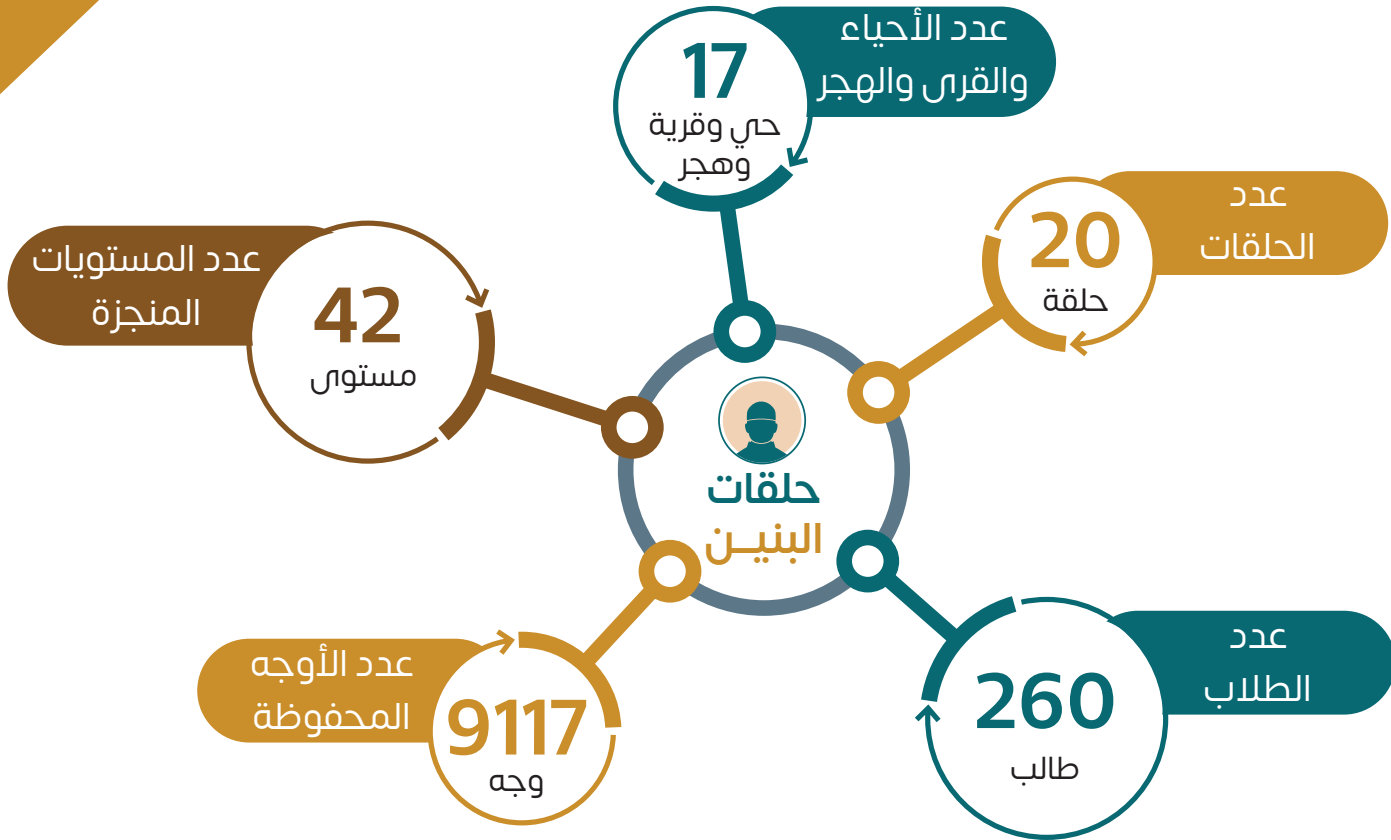 عدد الأحياء
والقرى والهجر
17
حي وقرية
وهجر
عدد
الحلقات
20
حلقة
عدد المستويات
المنجزة
42
مستوى
حلقات
البنيــن
عدد
الطلاب
260
طالب
عدد الأوجه
المحفوظة
9117
وجه